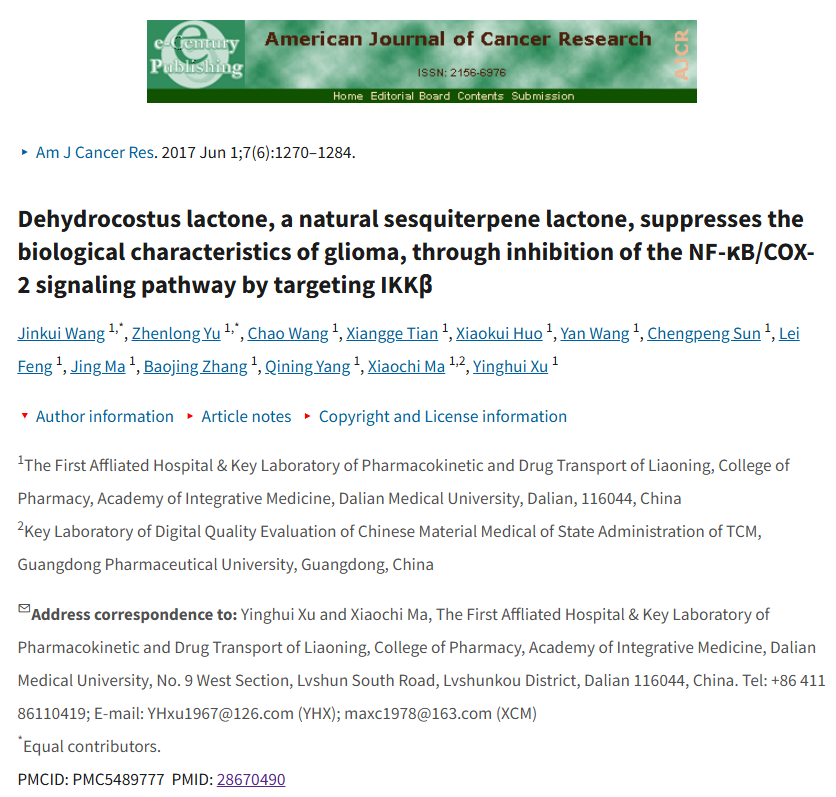 e-Century
Publishing
American Journal of Cancer Research
ISSN: 2156-6976
AJCR
Home Editorial Board Contents Submission
Am J Cancer Res. 2017 Jun 1;7(6):1270–1284.
Dehydrocostus lactone, a natural sesquiterpene lactone, suppresses the
biological characteristics of glioma, through inhibition of the NF-κB/COX-
2 signaling pathway by targeting IKKβ
Jinkui Wang 1,*, Zhenlong Yu 1,*, Chao Wang 1, Xiangge Tian 1, Xiaokui Huo 1, Yan Wang 1, Chengpeng Sun 1, Lei
Feng 1, Jing Ma 1, Baojing Zhang 1, Qining Yang 1, Xiaochi Ma 1,2, Yinghui Xu 1
Author information Article notes Copyright and License information
1The First Affliated Hospital & Key Laboratory of Pharmacokinetic and Drug Transport of Liaoning, College of
Pharmacy, Academy of Integrative Medicine, Dalian Medical University, Dalian, 116044, China
2Key Laboratory of Digital Quality Evaluation of Chinese Material Medical of State Administration of TCM,
Guangdong Pharmaceutical University, Guangdong, China
Address correspondence to: Yinghui Xu and Xiaochi Ma, The First Affliated Hospital & Key Laboratory of
Pharmacokinetic and Drug Transport of Liaoning, College of Pharmacy, Academy of Integrative Medicine, Dalian
Medical University, No. 9 West Section, Lvshun South Road, Lvshunkou District, Dalian 116044, China. Tel: +86 411
86110419; E-mail: YHxu1967@126.com (YHX); maxc1978@163.com (XCM)
*Equal contributors.
PMCID: PMC5489777 PMID: 28670490